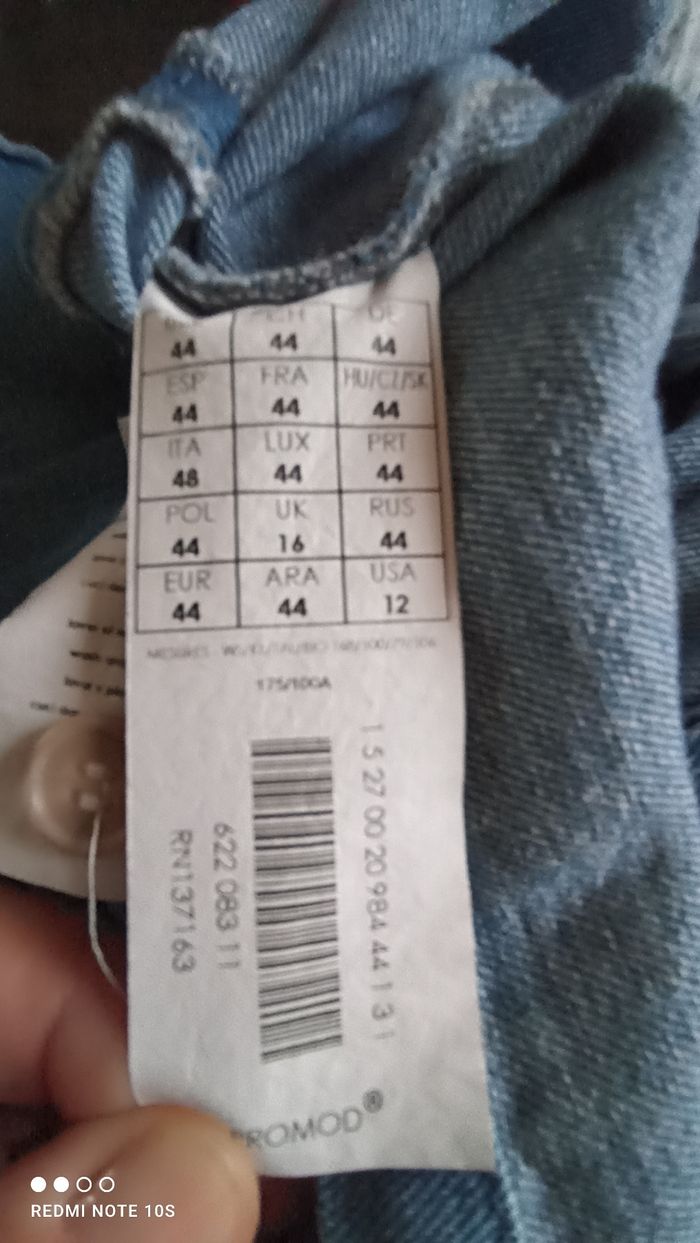 44 44 44
ESP FRA HU/CZ/SK
44 44 44
ITA LUX PRT
48 44 44
POL UK RUS
44 16 44
EUR ARA USA
44 44 12
175/100A
1 5 27 00 20 984 44 1 3 1
622 083 11
RN137163
ROMOD®
REDMI NOTE 10S